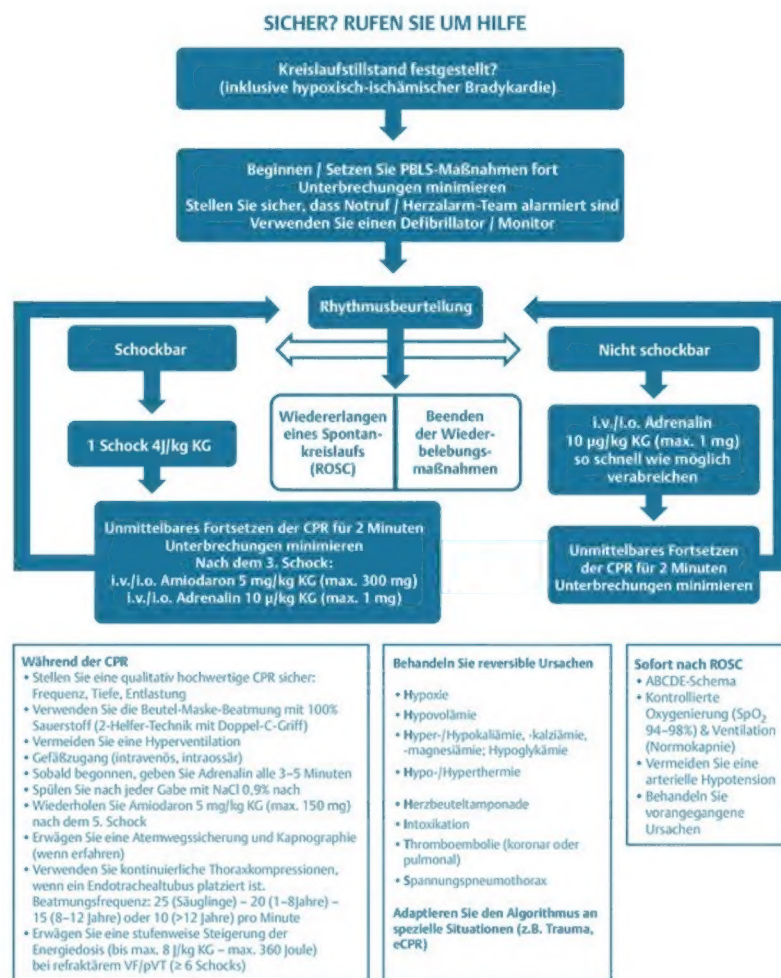 SICHER? RUFEN SIE UM HILFE
Kreislaufstillstand festgestellt?
(inklusive hypoxisch-ischämischer Bradykardie)
Beginnen / Setzen Sie PBLS-Maßnahmen fort
Unterbrechungen minimieren
Stellen Sie sicher, dass Notruf / Herzalarm-Team alarmiert sind
Verwenden Sie einen Defibrillator / Monitor
Rhythmusbeurteilung
Schockbar
1 Schock 4J/kg KG
Unmittelbares Fortsetzen der CPR für 2 Minuten
Unterbrechungen minimieren
Nach dem 3. Schock:
i.v./i.o. Amiodaron 5 mg/kg KG (max. 300 mg)
i.v./i.o. Adrenalin 10 µ/kg KG (max. 1 mg)
Wiedererlangen
eines Spontan-
kreislaufs
(ROSC)
Beenden
der Wieder-
belebungs-
maßnahmen
Nicht schockbar
i.v./i.o. Adrenalin
10 µg/kg KG (max. 1 mg)
so schnell wie möglich
verabreichen
Unmittelbares Fortsetzen
der CPR für 2 Minuten
Unterbrechungen minimieren
Während der CPR
• Stellen Sie eine qualitativ hochwertige CPR sicher:
Frequenz, Tiefe, Entlastung
• Verwenden Sie die Beutel-Maske-Beatmung mit 100%
Sauerstoff (2-Helfer-Technik mit Doppel-C-Griff)
• Vermeiden Sie eine Hyperventilation
• Gefäßzugang (intravenös, intraossär)
• Sobald begonnen, geben Sie Adrenalin alle 3–5 Minuten
• Spülen Sie nach jeder Gabe mit NaCl 0,9% nach
• Wiederholen Sie Amiodaron 5 mg/kg KG (max. 150 mg)
nach dem 5. Schock
• Erwägen Sie eine Atemwegssicherung und Kapnographie
(wenn erfahren)
• Verwenden Sie kontinuierliche Thoraxkompressionen,
wenn ein Endotrachealtubus platziert ist.
Beatmungsfrequenz: 25 (Säuglinge) – 20 (1–8Jahre) –
15 (8–12 Jahre) oder 10 (>12 Jahre) pro Minute
• Erwägen Sie eine stufenweise Steigerung der
Energiedosis (bis max. 8 J/kg KG – max. 360 Joule)
bei refraktärem VF/pVT (≥ 6 Schocks)
Behandeln Sie reversible Ursachen
• Hypoxie
• Hypovolämie
• Hyper-/Hypokaliämie, -kalziämie,
-magnesiämie; Hypoglykämie
• Hypo-/Hyperthermie
• Herzbeuteltamponade
• Intoxikation
• Thromboembolie (koronar oder
pulmonal)
• Spannungspneumothorax
Adaptieren Sie den Algorithmus an
spezielle Situationen (z.B. Trauma,
eCPR)
Sofort nach ROSC
• ABCDE-Schema
• Kontrollierte
Oxygenierung (SpO₂
94–98%) & Ventilation
(Normokapnie)
• Vermeiden Sie eine
arterielle Hypotension
• Behandeln Sie
vorangegangene
Ursachen